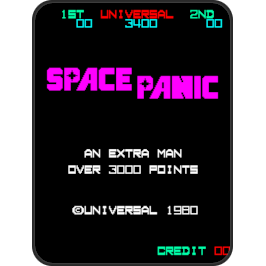 1ST UNIVERSAL 2ND
00 3400 00
SPACE PANIC
AN EXTRA MAN
OVER 3000 POINTS
©UNIVERSAL 1980
CREDIT 00